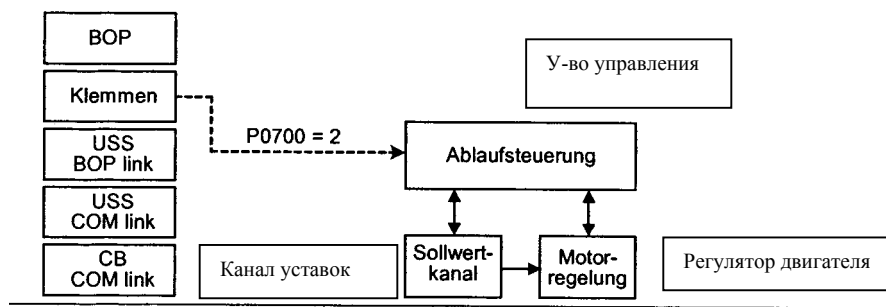 BOP
У-во управления
Klemmen
P0700 = 2
USS
BOP link
Ablaufsteuerung
USS
COM link
CB
COM link
Канал уставок
Sollwert-
kanal
Motor-
regelung
Регулятор двигателя